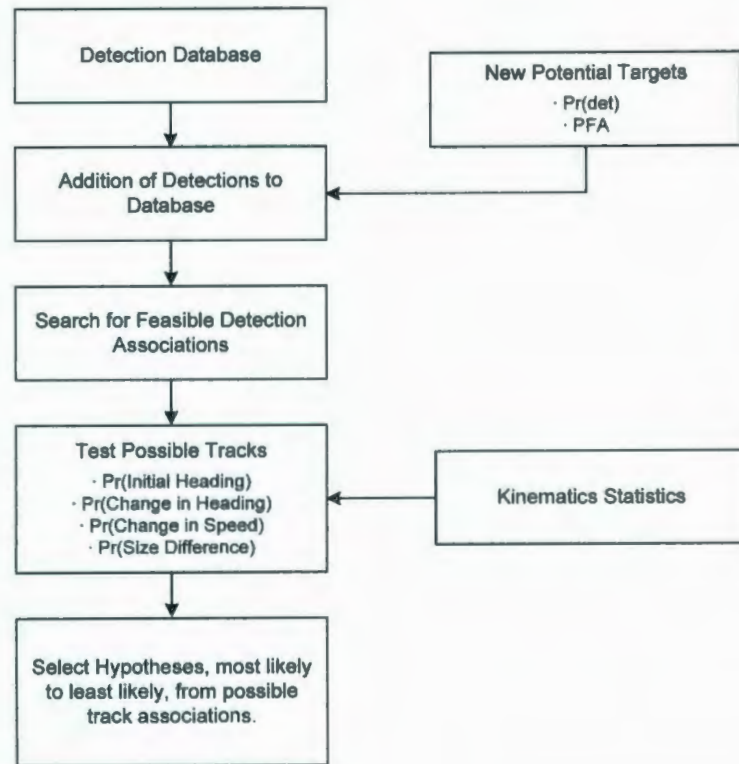 Detection Database
New Potential Targets
· Pr(det)
· PFA
Addition of Detections to
Database
Search for Feasible Detection
Associations
Test Possible Tracks
· Pr(Initial Heading)
· Pr(Change in Heading)
· Pr(Change in Speed)
· Pr(Size Difference)
Kinematics Statistics
Select Hypotheses, most likely
to least likely, from possible
track associations.